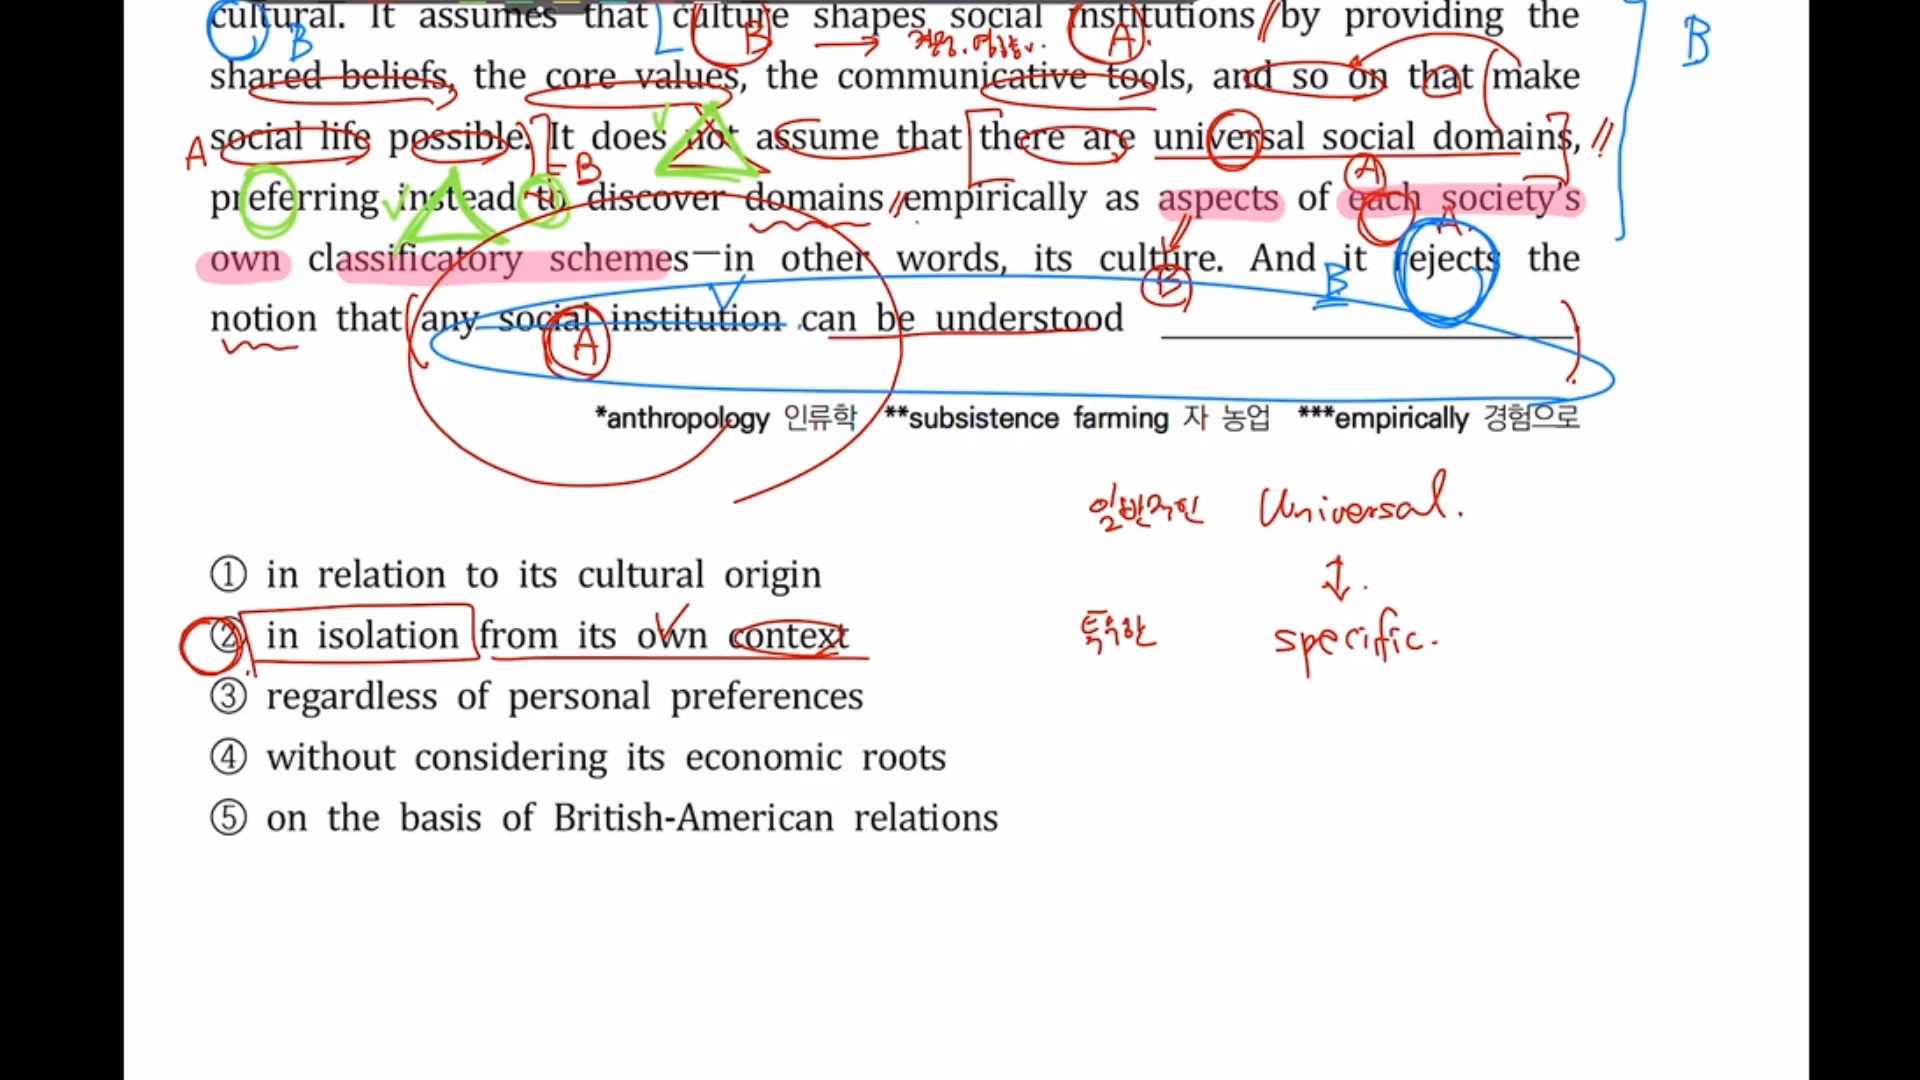 cultural. It assumes that culture shapes social institutions by providing the
B B A B
shared beliefs, the core values, the communicative tools, and so on that make
social life possible. It does not assume that there are universal social domains,
A B A
preferring instead to discover domains empirically as aspects of each society's
A
own classificatory schemes—in other words, its culture. And it rejects the
B B
notion that any social institution can be understood
A
*anthropology 인류학 **subsistence farming 자 농업 ***empirically 경험으로
일반적인 Universal.
① in relation to its cultural origin
② in isolation from its own context
특수한 specific.
③ regardless of personal preferences
④ without considering its economic roots
⑤ on the basis of British-American relations